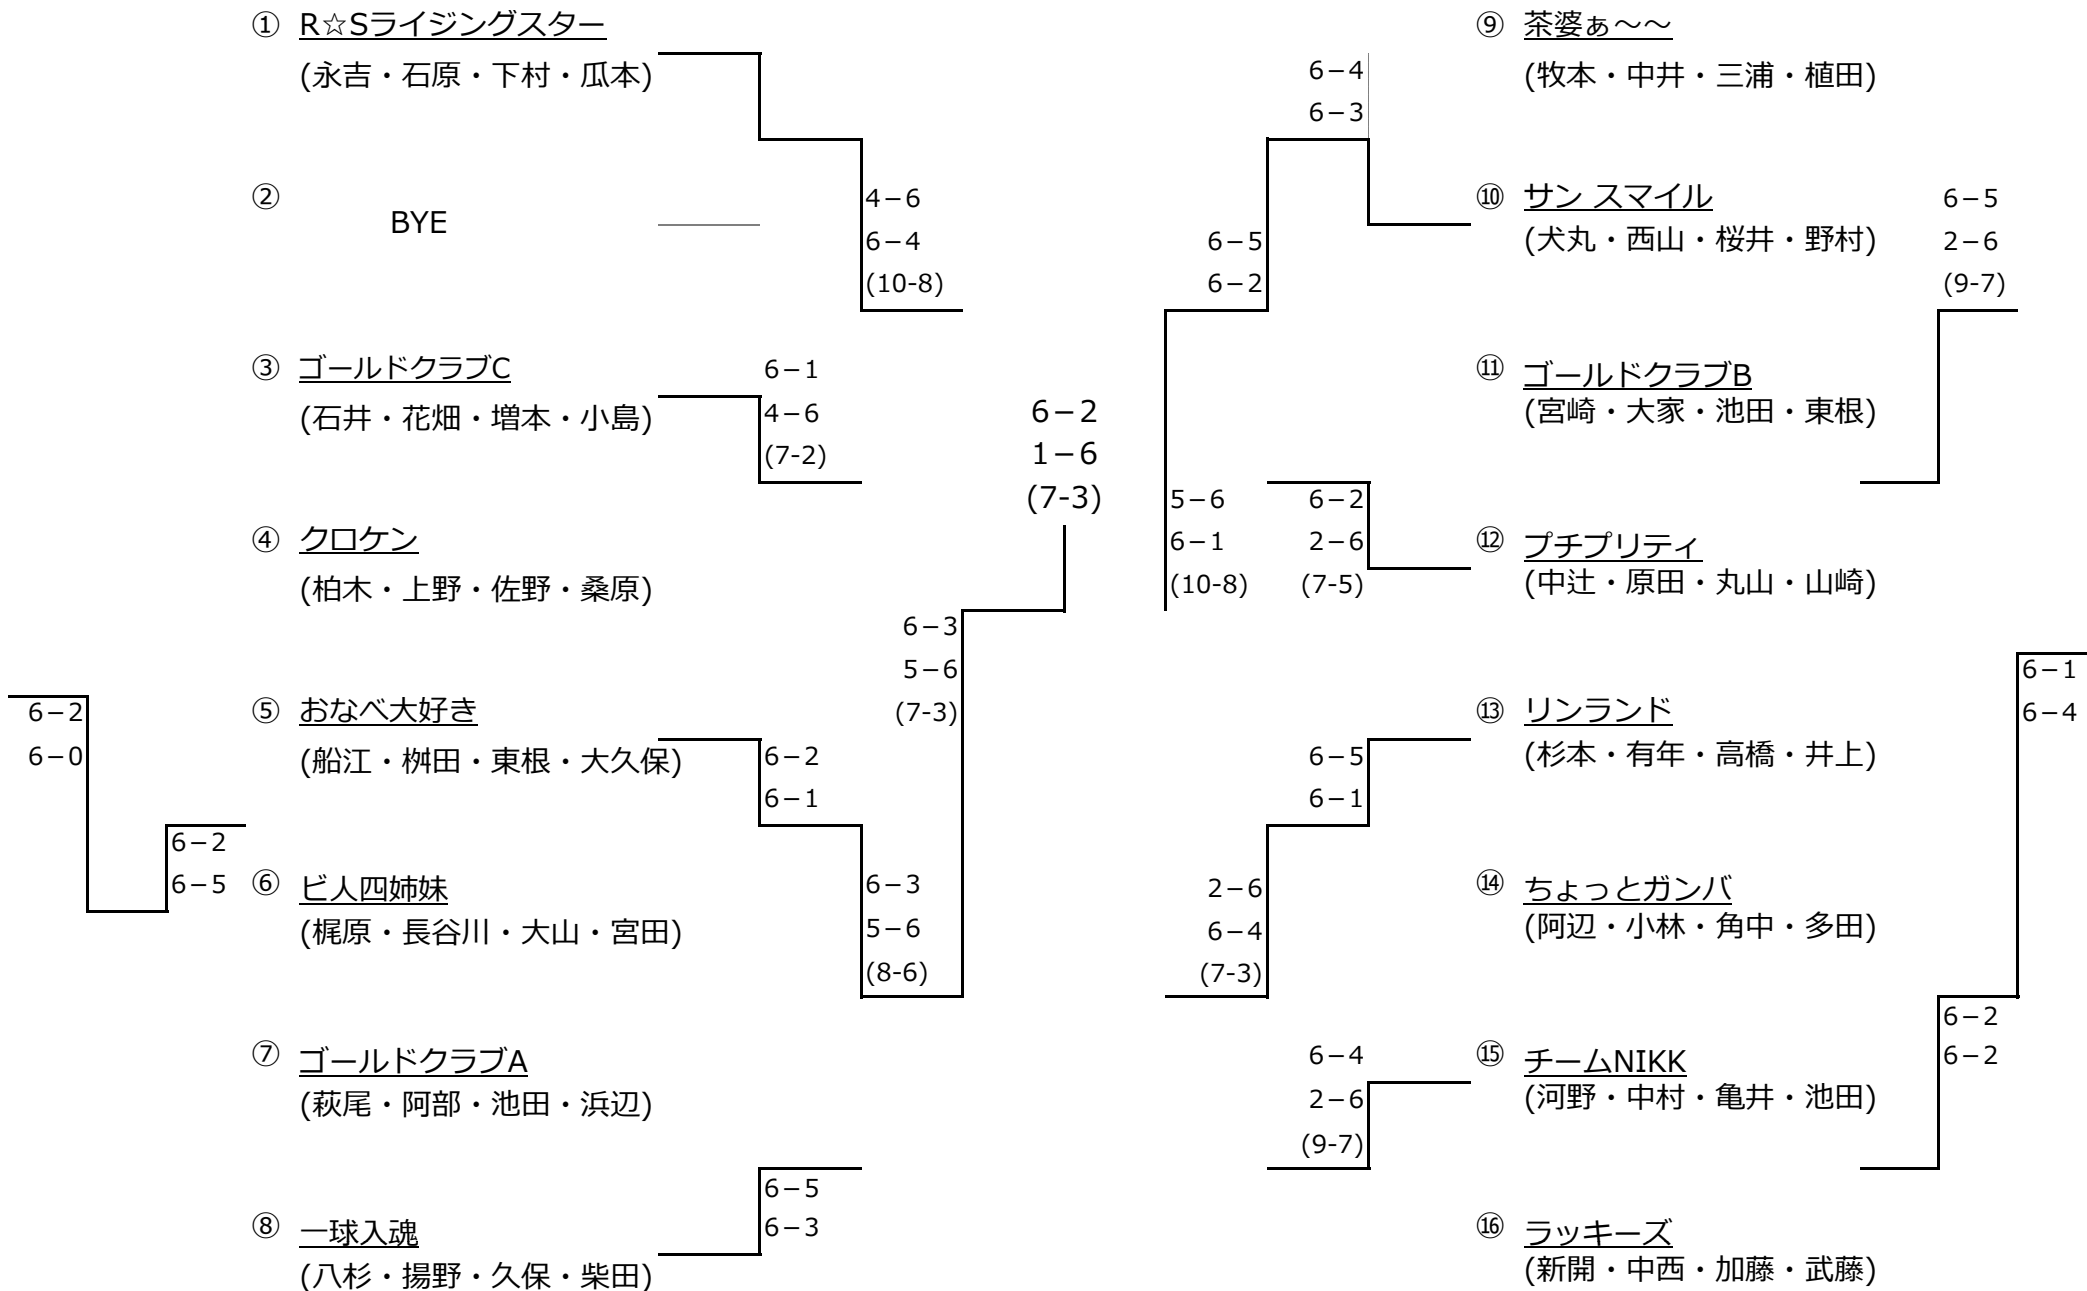 ① R☆Sライジングスター
(永吉・石原・下村・瓜本)
②
BYE
4－6
6－4
(10-8)
③ ゴールドクラブC
(石井・花畑・増本・小島)
6－1
4－6
(7-2)
④ クロケン
(柏木・上野・佐野・桑原)
6－3
5－6
(7-3)
6－2
6－0
⑤ おなべ大好き
(船江・桝田・東根・大久保)
6－2
6－1
6－2
6－5
⑥ ビ人四姉妹
(梶原・長谷川・大山・宮田)
6－3
5－6
(8-6)
⑦ ゴールドクラブA
(萩尾・阿部・池田・浜辺)
6－5
6－3
⑧ 一球入魂
(八杉・揚野・久保・柴田)
6－2
1－6
(7-3)
6－4
6－3
⑨ 茶婆ぁ～～
(牧本・中井・三浦・植田)
6－5
6－2
⑩ サン スマイル
(犬丸・西山・桜井・野村)
6－5
2－6
(9-7)
⑪ ゴールドクラブB
(宮崎・大家・池田・東根)
5－6
6－1
(10-8)
6－2
2－6
(7-5)
⑫ プチプリティ
(中辻・原田・丸山・山崎)
6－1
6－4
⑬ リンランド
(杉本・有年・高橋・井上)
6－5
6－1
2－6
6－4
(7-3)
⑭ ちょっとガンバ
(阿辺・小林・角中・多田)
6－4
2－6
(9-7)
⑮ チームNIKK
(河野・中村・亀井・池田)
6－2
6－2
⑯ ラッキーズ
(新開・中西・加藤・武藤)